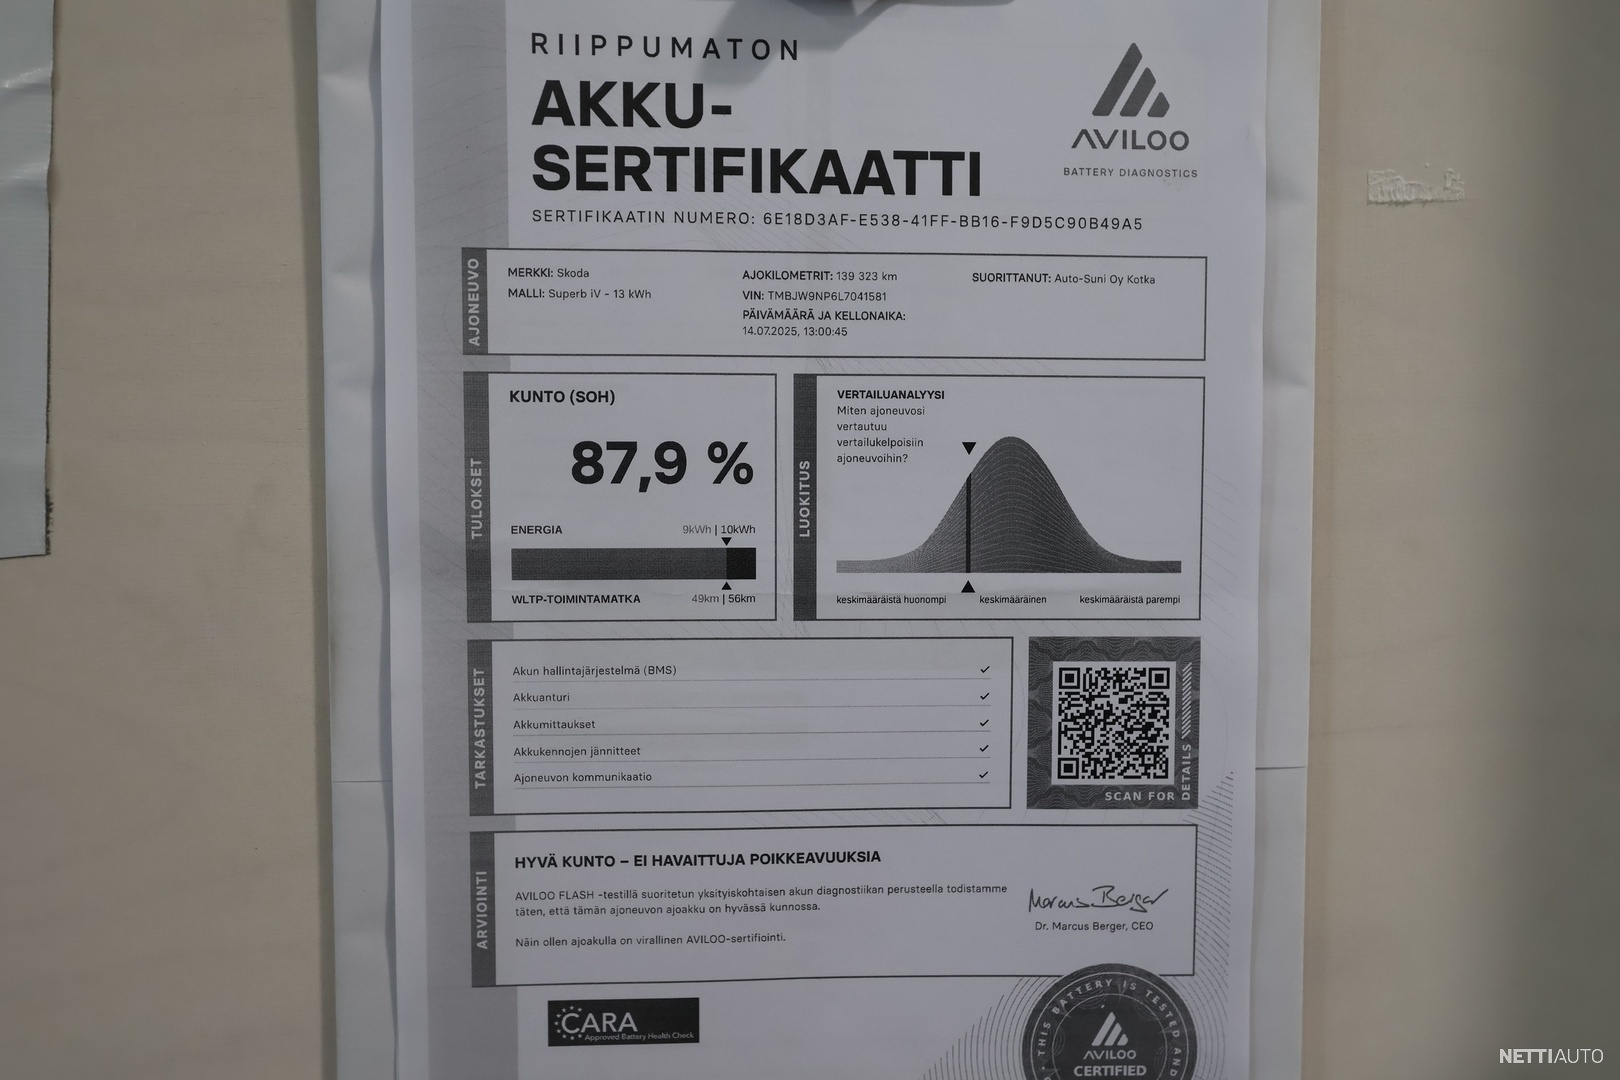 RIIPPUMATON
AKKU-
SERTIFIKAATTI
SERTIFIKAATIN NUMERO: 6E18D3AF-E538-41FF-BB16-F9D5C90B49A5
AVILOO
BATTERY DIAGNOSTICS
AJONEUVO
MERKKI: Skoda
MALLI: Superb iV - 13 kWh
AJOKILOMETRIT: 139 323 km
VIN: TMBJW9NP6L7041581
PÄIVÄMÄÄRÄ JA KELLONAIKA:
14.07.2025, 13:00:45
SUORITTANUT: Auto-Suni Oy Kotka
TULOKSET
KUNTO (SOH)
87,9 %
ENERGIA 9kWh | 10kWh
WLTP-TOIMINTAMATKA 49km | 56km
LUOKITUS
VERTAILUANALYYSI
Miten ajoneuvosi
vertautuu
vertailukelpoisiin
ajoneuvoihin?
keskimääräistä huonompi keskimääräinen keskimääräistä parempi
TARKASTUKSET
Akun hallintajärjestelmä (BMS)
Akkuanturi
Akkumittaukset
Akkukennojen jännitteet
Ajoneuvon kommunikaatio
SCAN FOR DETAILS
ARVIOINTI
HYVÄ KUNTO – EI HAVAITTUJA POIKKEAVUUKSIA
AVILOO FLASH -testillä suoritetun yksityiskohtaisen akun diagnostiikan perusteella todistamme
täten, että tämän ajoneuvon ajoakku on hyvässä kunnossa.
Näin ollen ajoakulla on virallinen AVILOO-sertifiointi.
Marcus Berger
Dr. Marcus Berger, CEO
CARA
Approved Battery Health Check
THIS BATTERY IS TESTED AND
AVILOO
CERTIFIED
NETTIAUTO